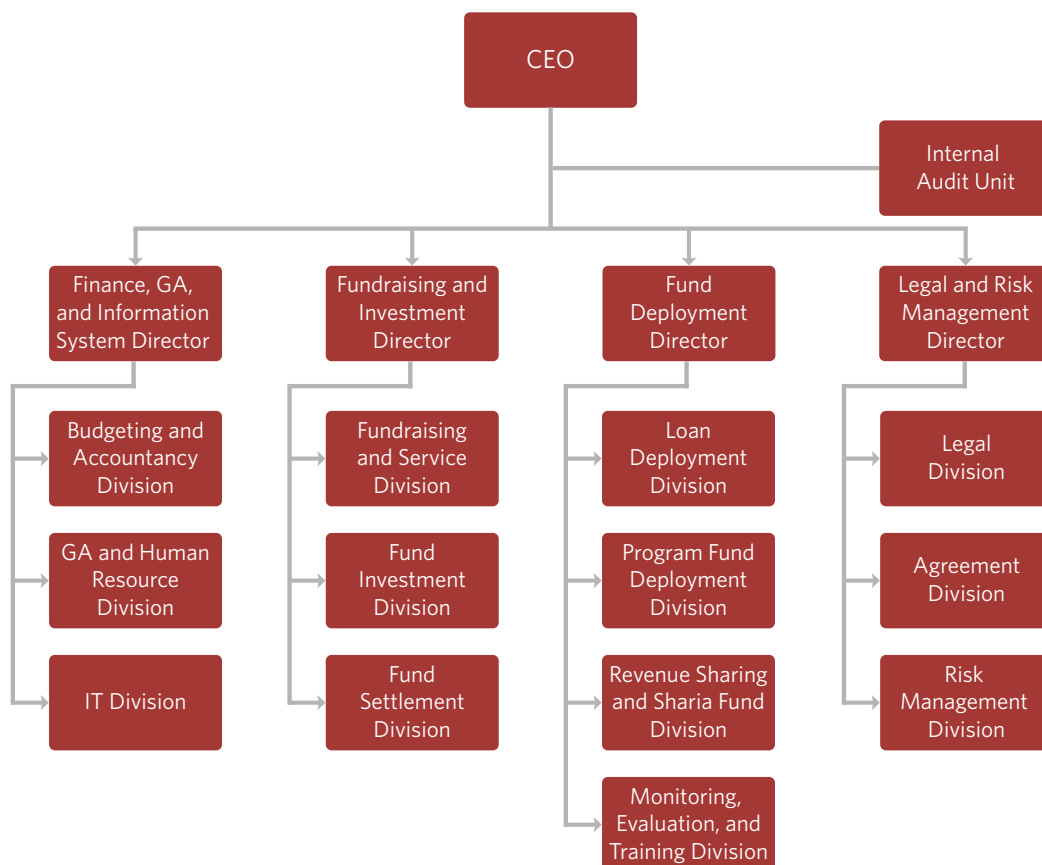 CEO
Internal
Audit Unit
Finance, GA,
and Information
System Director
Fundraising and
Investment
Director
Fund
Deployment
Director
Legal and Risk
Management
Director
Budgeting and
Accountancy
Division
Fundraising
and Service
Division
Loan
Deployment
Division
Legal
Division
GA and Human
Resource
Division
Fund
Investment
Division
Program Fund
Deployment
Division
Agreement
Division
IT Division
Fund
Settlement
Division
Revenue Sharing
and Sharia Fund
Division
Risk
Management
Division
Monitoring,
Evaluation, and
Training Division